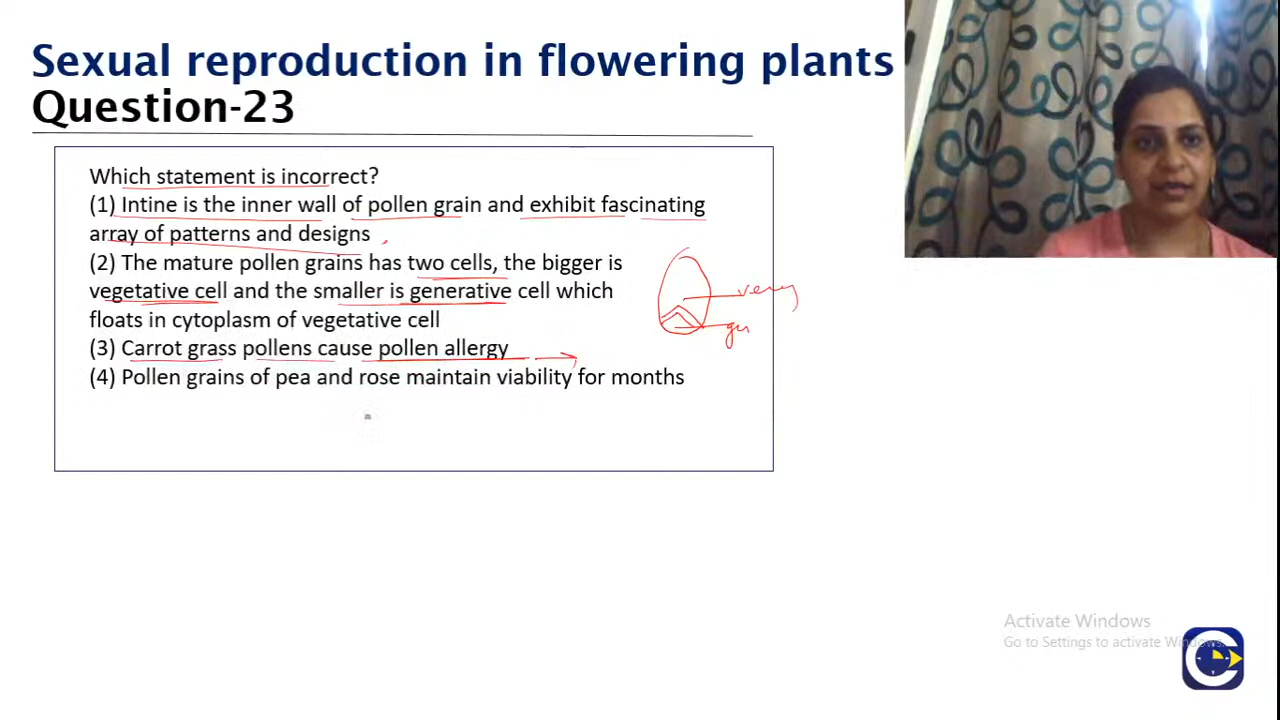 Sexual reproduction in flowering plants
Question-23
Which statement is incorrect?
(1) Intine is the inner wall of pollen grain and exhibit fascinating
array of patterns and designs
(2) The mature pollen grains has two cells, the bigger is
vegetative cell and the smaller is generative cell which
floats in cytoplasm of vegetative cell
(3) Carrot grass pollens cause pollen allergy
(4) Pollen grains of pea and rose maintain viability for months
Activate Windows
Go to Settings to activate Windows.